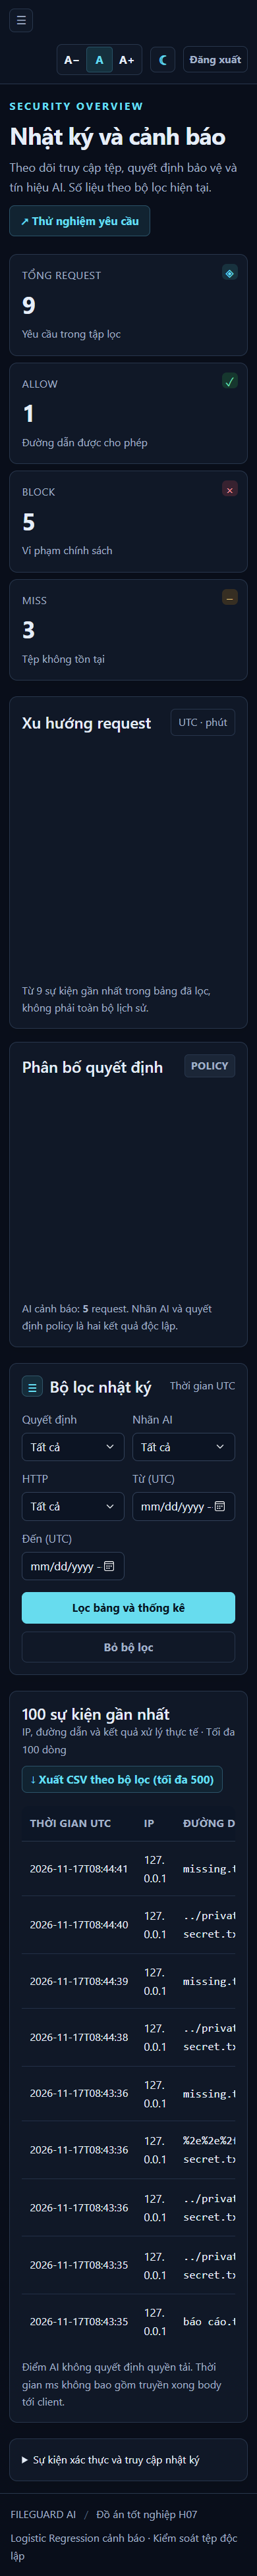 A− A A+ Đăng xuất
SECURITY OVERVIEW
Nhật ký và cảnh báo
Theo dõi truy cập tệp, quyết định bảo vệ và
tín hiệu AI. Số liệu theo bộ lọc hiện tại.
↗ Thử nghiệm yêu cầu
TỔNG REQUEST
9
Yêu cầu trong tập lọc
ALLOW
1
Đường dẫn được cho phép
BLOCK
5
Vi phạm chính sách
MISS
3
Tệp không tồn tại
Xu hướng request UTC · phút
Từ 9 sự kiện gần nhất trong bảng đã lọc,
không phải toàn bộ lịch sử.
Phân bố quyết định POLICY
AI cảnh báo: 5 request. Nhãn AI và quyết
định policy là hai kết quả độc lập.
Bộ lọc nhật ký Thời gian UTC
Quyết định Nhãn AI
Tất cả Tất cả
HTTP Từ (UTC)
Tất cả mm/dd/yyyy -
Đến (UTC)
mm/dd/yyyy -
Lọc bảng và thống kê
Bỏ bộ lọc
100 sự kiện gần nhất
IP, đường dẫn và kết quả xử lý thực tế · Tối đa
100 dòng
↓ Xuất CSV theo bộ lọc (tối đa 500)
THỜI GIAN UTC IP ĐƯỜNG D
2026-11-17T08:44:41 127.0.0.1 missing.t
2026-11-17T08:44:40 127.0.0.1 ../privat
secret.tx
2026-11-17T08:44:39 127.0.0.1 missing.t
2026-11-17T08:44:38 127.0.0.1 ../privat
secret.tx
2026-11-17T08:43:36 127.0.0.1 missing.t
2026-11-17T08:43:36 127.0.0.1 %2e%2e%2f
secret.tx
2026-11-17T08:43:36 127.0.0.1 ../privat
secret.tx
2026-11-17T08:43:35 127.0.0.1 ../privat
secret.tx
2026-11-17T08:43:35 127.0.0.1 báo cáo.t
Điểm AI không quyết định quyền tải. Thời
gian ms không bao gồm truyền xong body
tới client.
▶ Sự kiện xác thực và truy cập nhật ký
FILEGUARD AI / Đồ án tốt nghiệp H07
Logistic Regression cảnh báo · Kiểm soát tệp độc
lập